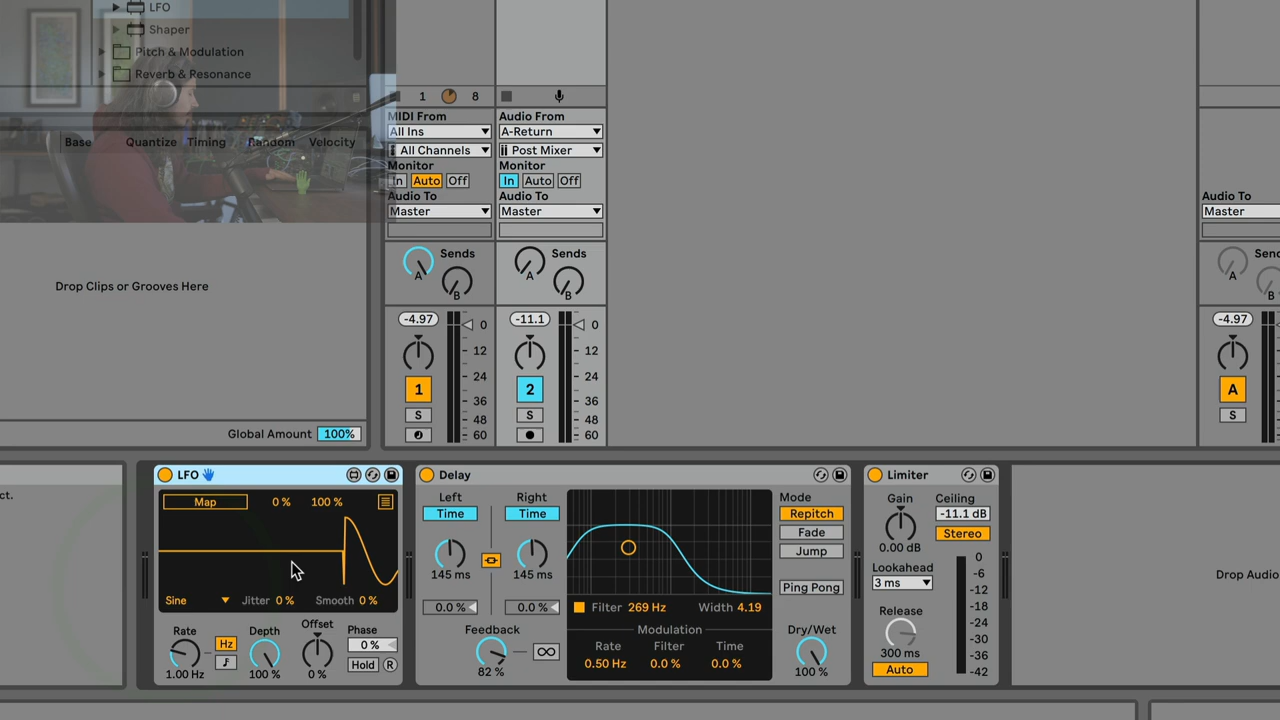 LFO
Shaper
Pitch & Modulation
Reverb & Resonance
Base Quantize Timing Random Velocity
Drop Clips or Grooves Here
Global Amount 100%
1 8
MIDI From Audio From
All Ins A-Return
All Channels Post Mixer
Monitor Monitor
In Auto Off In Auto Off
Audio To Audio To Audio To
Master Master Master
Sends Sends
A B A B A B
-4.97 0 -11.1 0 -4.97
12 12
24 24
1 2 A
36 36
S 48 S 48 S
60 60
ct.
LFO
Map 0 % 100 %
Sine Jitter 0 % Smooth 0 %
Rate Hz Depth Offset Phase
0 %
Hold R
1.00 Hz 100 % 0 %
Delay
Left Right
Time Time
145 ms 145 ms
0.0 % 0.0 %
Feedback
82 %
Filter 269 Hz Width 4.19
Modulation
Rate Filter Time
0.50 Hz 0.0 % 0.0 %
Mode
Repitch
Fade
Jump
Ping Pong
Dry/Wet
100 %
Limiter
Gain Ceiling
-11.1 dB
Stereo
0.00 dB
Lookahead
3 ms
Release
300 ms
Auto
0
-6
-12
-18
-24
-30
-36
-42
Drop Audio